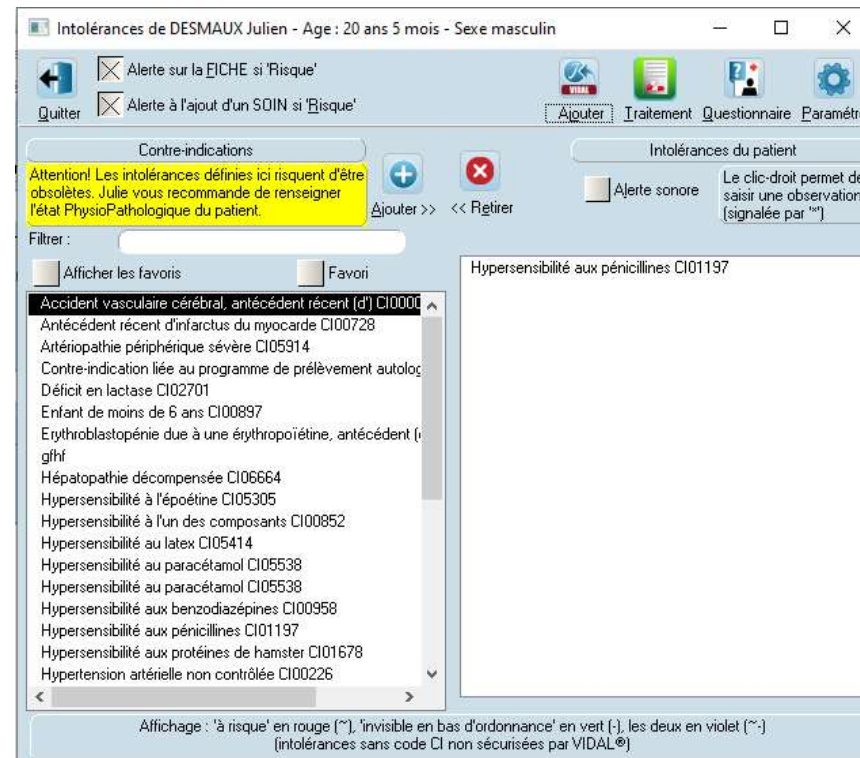 Intolérances de DESMAUX Julien - Age : 20 ans 5 mois - Sexe masculin
Alerte sur la FICHE si 'Risque'
Alerte à l'ajout d'un SOIN si 'Risque'
Quitter
VIDAL
Ajouter
Traitement
Questionnaire
Paramétr
Contre-indications
Attention! Les intolérances définies ici risquent d'être
obsolètes. Julie vous recommande de renseigner
l'état PhysioPathologique du patient.
Ajouter >>
<< Retirer
Intolérances du patient
Alerte sonore
Le clic-droit permet de
saisir une observation
(signalée par '*')
Filtrer :
Afficher les favoris
Favori
Accident vasculaire cérébral, antécédent récent (d') CI0000
Antécédent récent d'infarctus du myocarde CI00728
Artériopathie périphérique sévère CI05914
Contre-indication liée au programme de prélèvement autolog
Déficit en lactase CI02701
Enfant de moins de 6 ans CI00897
Erythroblastopénie due à une érythropoïétine, antécédent (
gfhf
Hépatopathie décompensée CI06664
Hypersensibilité à l'époétine CI05305
Hypersensibilité à l'un des composants CI00852
Hypersensibilité au latex CI05414
Hypersensibilité au paracétamol CI05538
Hypersensibilité au paracétamol CI05538
Hypersensibilité aux benzodiazépines CI00958
Hypersensibilité aux pénicillines CI01197
Hypersensibilité aux protéines de hamster CI01678
Hypertension artérielle non contrôlée CI00226
Hypersensibilité aux pénicillines CI01197
Affichage : 'à risque' en rouge (~), 'invisible en bas d'ordonnance' en vert (-), les deux en violet (~-)
(intolérances sans code CI non sécurisées par VIDAL®)